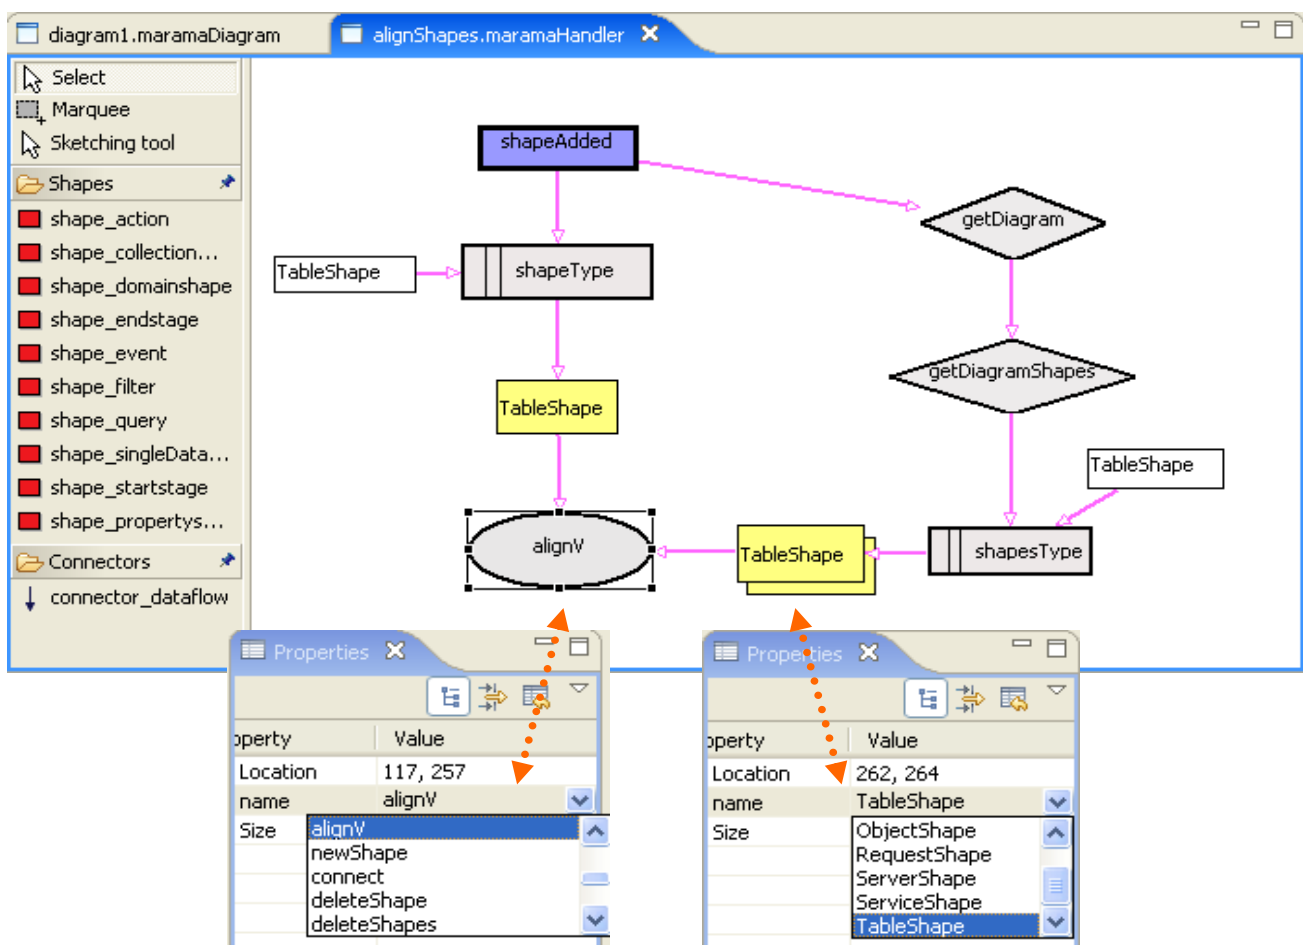 diagram1.maramaDiagram
alignShapes.maramaHandler
Select
Marquee
Sketching tool
Shapes
shape_action
shape_collection...
shape_domainshape
shape_endstage
shape_event
shape_filter
shape_query
shape_singleData...
shape_startstage
shape_propertys...
Connectors
connector_dataflow
shapeAdded
getDiagram
TableShape
shapeType
getDiagramShapes
TableShape
TableShape
alignV
TableShape
shapesType
Properties
operty
Value
Location
117, 257
name
alignV
Size
alignV
newShape
connect
deleteShape
deleteShapes
Properties
operty
Value
Location
262, 264
name
TableShape
Size
ObjectShape
RequestShape
ServerShape
ServiceShape
TableShape